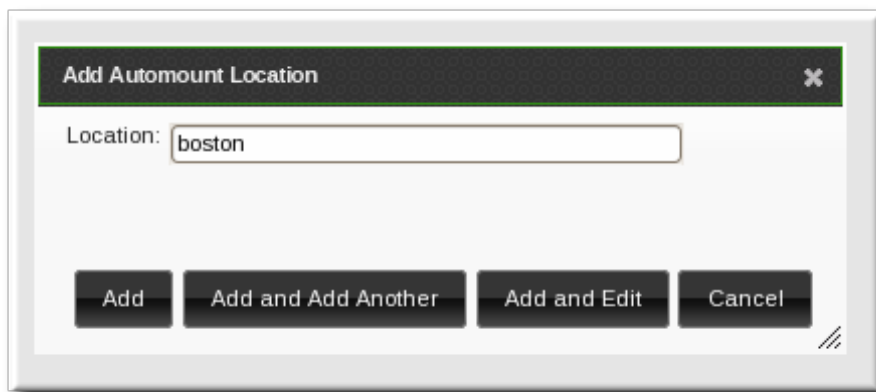 Add Automount Location
Location: boston
Add Add and Add Another Add and Edit Cancel